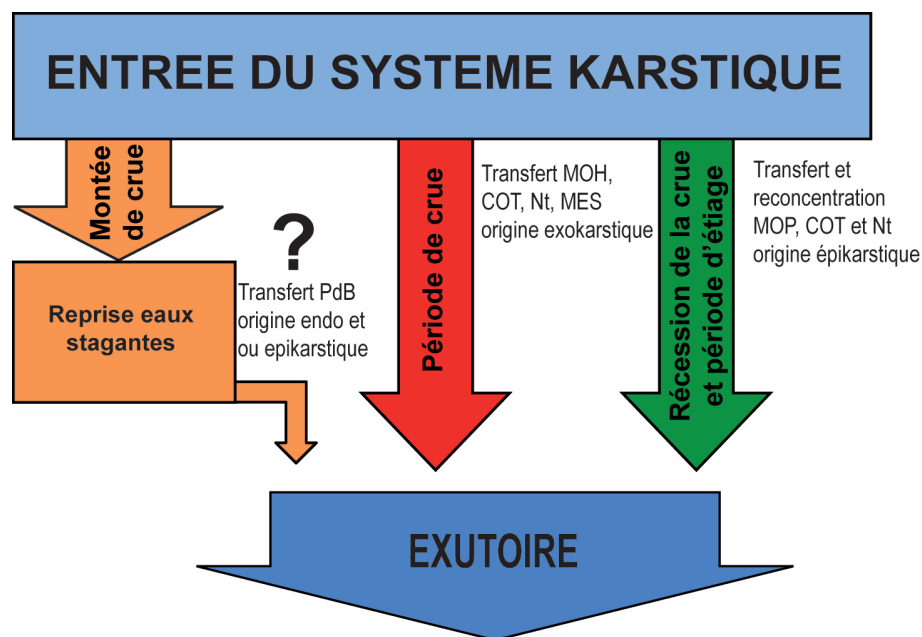 ENTREE DU SYSTEME KARSTIQUE
Montée
de crue
Reprise eaux
stagantes
?
Transfert PdB
origine endo et
ou epikarstique
Période de crue
Transfert MOH,
COT, Nt, MES
origine exokarstique
Récession de la crue
et période d'étiage
Transfert et
reconcentration
MOP, COT et Nt
origine épikarstique
EXUTOIRE